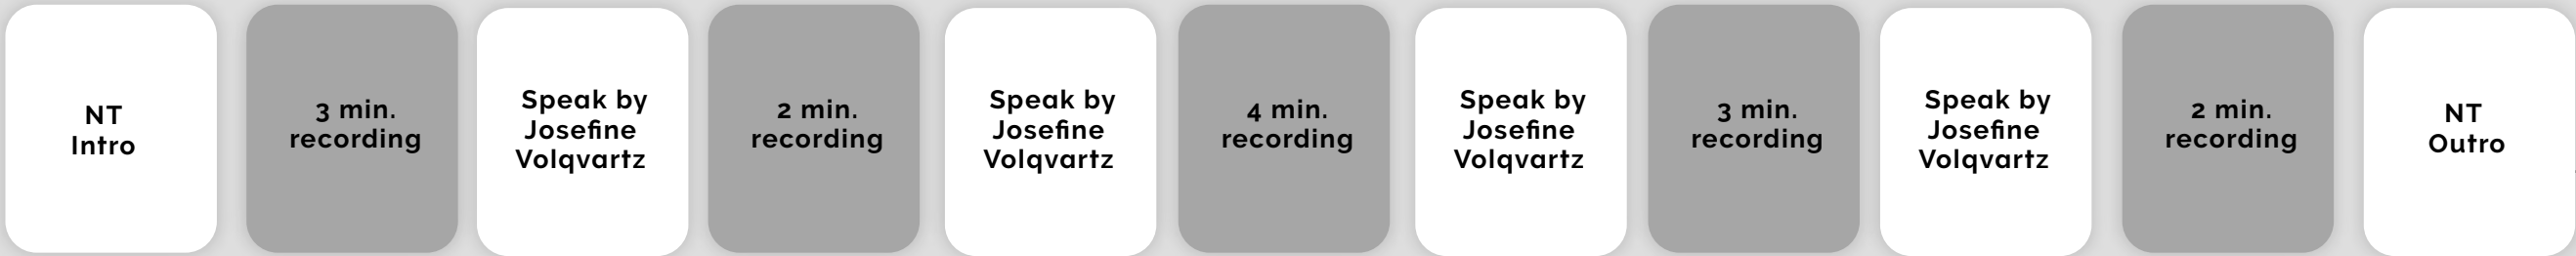 NT
Intro
3 min.
recording
Speak by
Josefine
Volqvartz
2 min.
recording
Speak by
Josefine
Volqvartz
4 min.
recording
Speak by
Josefine
Volqvartz
3 min.
recording
Speak by
Josefine
Volqvartz
2 min.
recording
NT
Outro